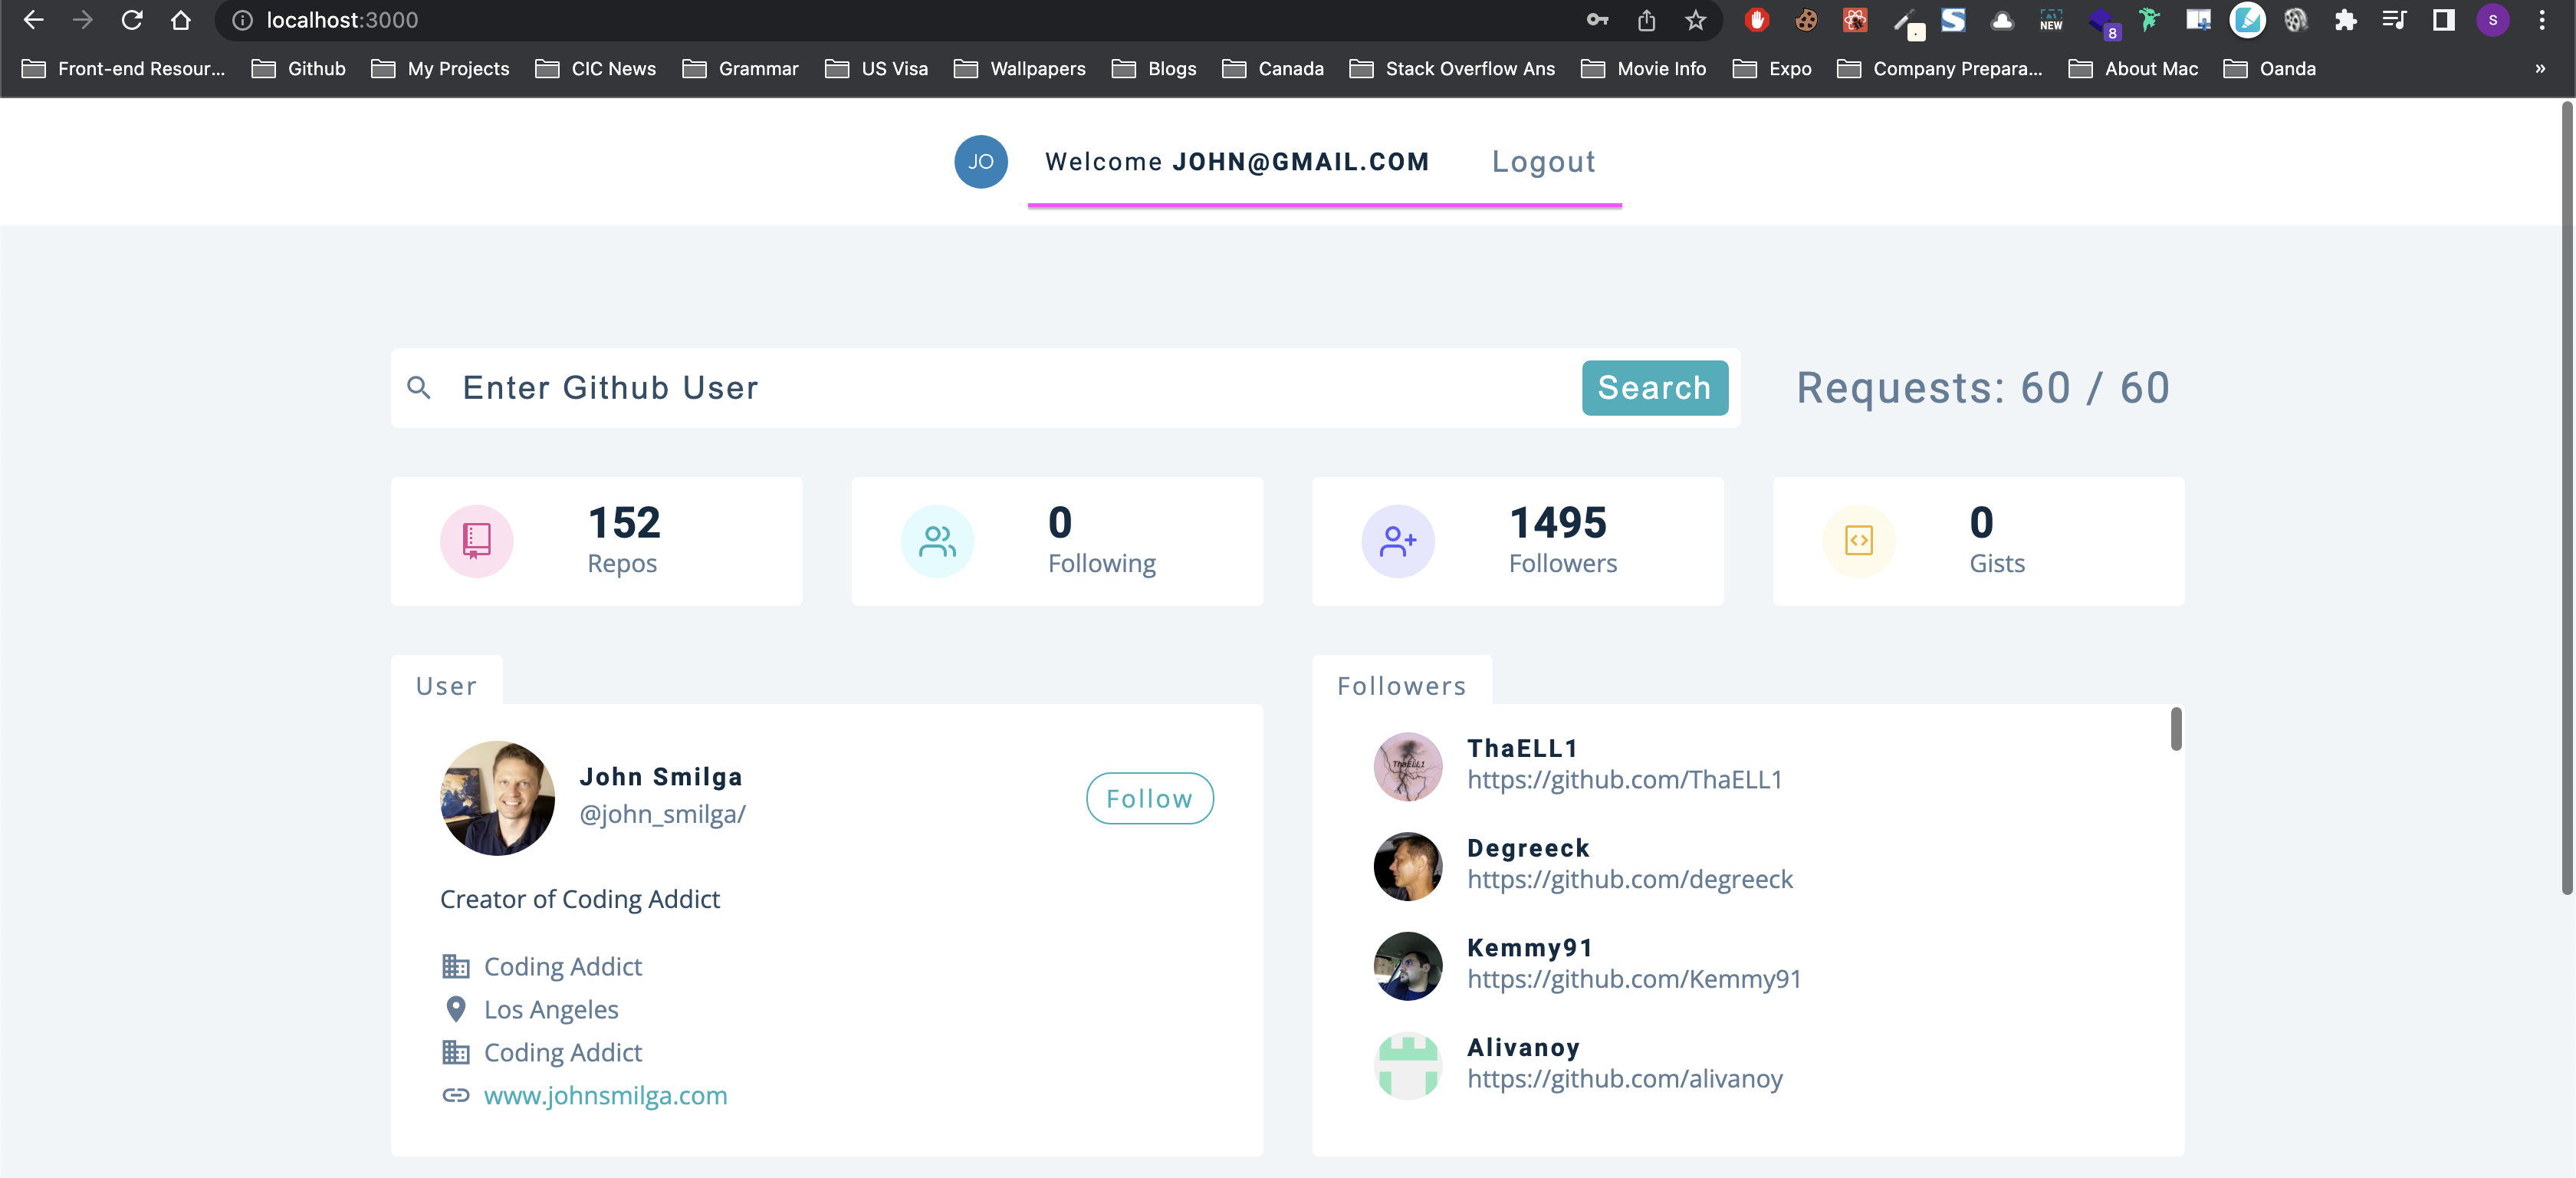 localhost:3000
NEW
8
S
Front-end Resour...
Github
My Projects
CIC News
Grammar
US Visa
Wallpapers
Blogs
Canada
Stack Overflow Ans
Movie Info
Expo
Company Prepara...
About Mac
Oanda
»
JO
Welcome JOHN@GMAIL.COM
Logout
Enter Github User
Search
Requests: 60 / 60
152
Repos
0
Following
1495
Followers
0
Gists
User
John Smilga
@john_smilga/
Follow
Creator of Coding Addict
Coding Addict
Los Angeles
Coding Addict
www.johnsmilga.com
Followers
ThaELL1
ThaELL1
https://github.com/ThaELL1
Degreeck
https://github.com/degreeck
Kemmy91
https://github.com/Kemmy91
Alivanoy
https://github.com/alivanoy